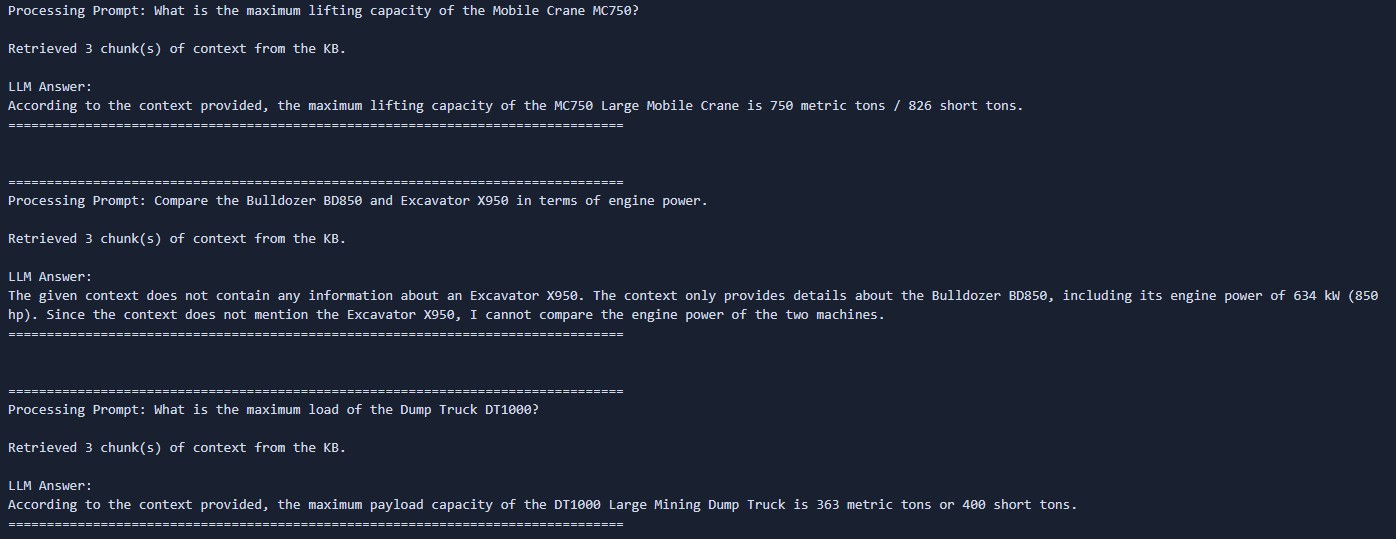 Processing Prompt: What is the maximum lifting capacity of the Mobile Crane MC750?
Retrieved 3 chunk(s) of context from the KB.
LLM Answer:
According to the context provided, the maximum lifting capacity of the MC750 Large Mobile Crane is 750 metric tons / 826 short tons.
================================================================================
================================================================================
Processing Prompt: Compare the Bulldozer BD850 and Excavator X950 in terms of engine power.
Retrieved 3 chunk(s) of context from the KB.
LLM Answer:
The given context does not contain any information about an Excavator X950. The context only provides details about the Bulldozer BD850, including its engine power of 634 kW (850
hp). Since the context does not mention the Excavator X950, I cannot compare the engine power of the two machines.
================================================================================
================================================================================
Processing Prompt: What is the maximum load of the Dump Truck DT1000?
Retrieved 3 chunk(s) of context from the KB.
LLM Answer:
According to the context provided, the maximum payload capacity of the DT1000 Large Mining Dump Truck is 363 metric tons or 400 short tons.
================================================================================